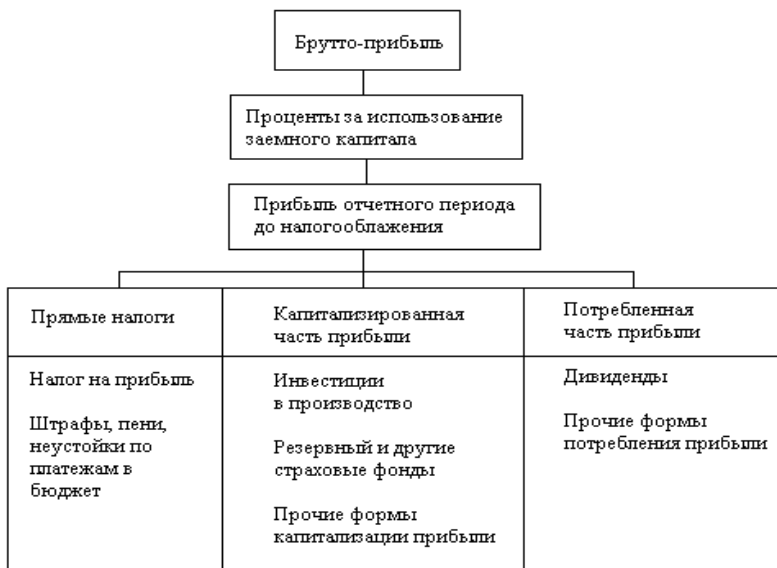 Брутто-прибыль
Проценты за использование
заемного капитала
Прибыль отчетного периода
до налогооблажения
Прямые налоги
Капитализированная
часть прибыли
Потребленная
часть прибыли
Налог на прибыль
Штрафы, пени,
неустойки по
платежам в
бюджет
Инвестиции
в производство
Резервный и другие
страховые фонды
Прочие формы
капитализации прибыли
Дивиденды
Прочие формы
потребления прибыли